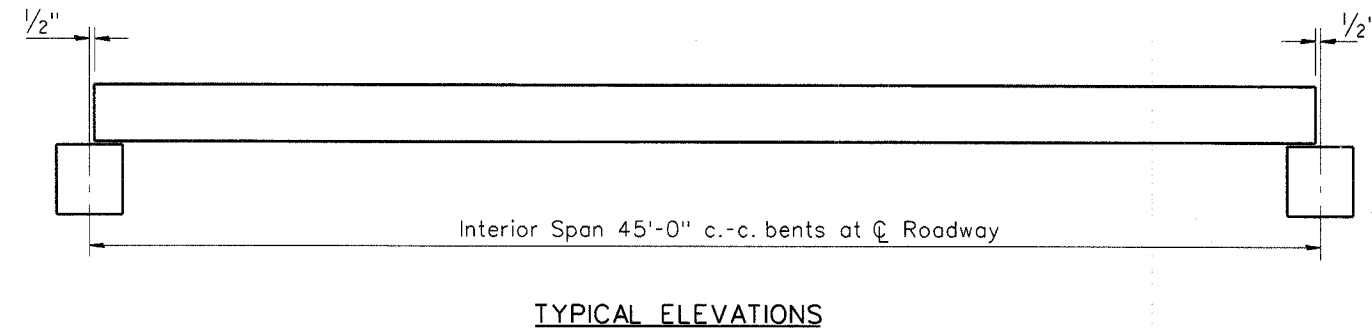 ½" ½"
Interior Span 45'-0" c.-c. bents at ℄ Roadway
TYPICAL ELEVATIONS